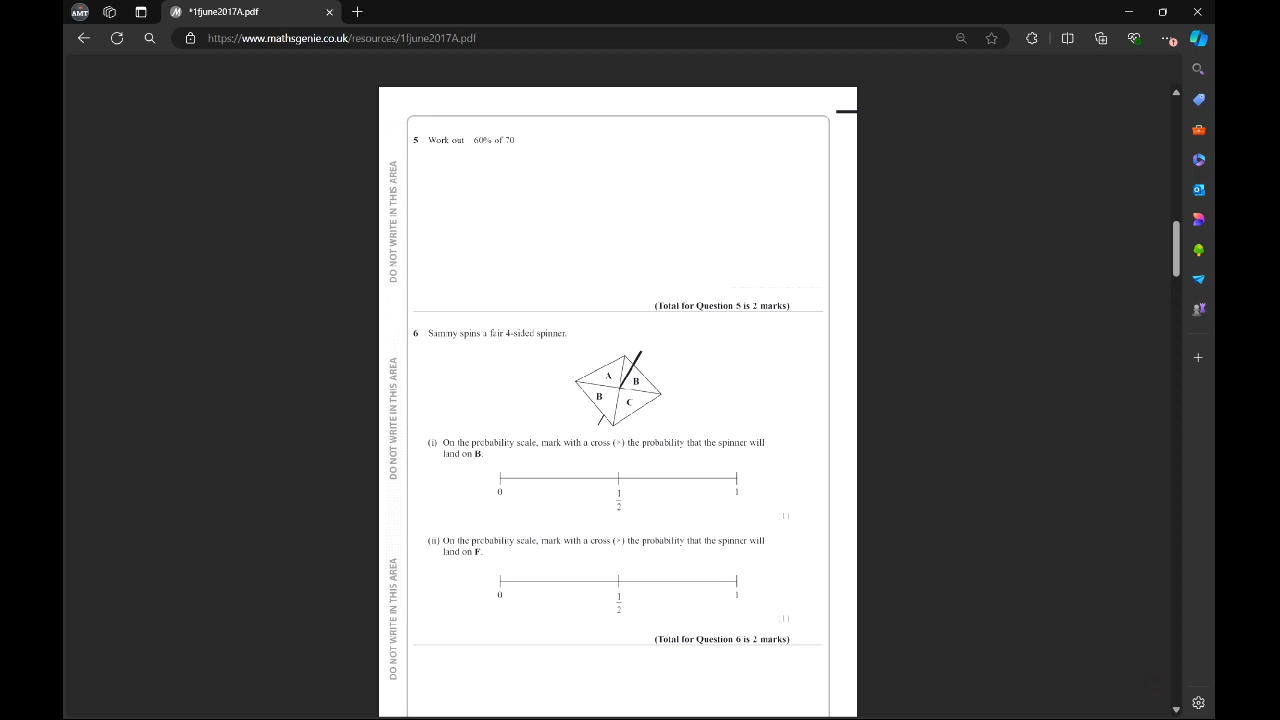 AMT
*1fjune2017A.pdf
https://www.mathsgenie.co.uk/resources/1fjune2017A.pdf
5 Work out 60% of 70
(Total for Question 5 is 2 marks)
6 Sammy spins a fair 4-sided spinner.
A
B
B
C
(i) On the probability scale, mark with a cross (×) the probability that the spinner will
land on B.
0 1/2 1
(1)
(ii) On the probability scale, mark with a cross (×) the probability that the spinner will
land on F.
0 1/2 1
(1)
(Total for Question 6 is 2 marks)
DO NOT WRITE IN THIS AREA
DO NOT WRITE IN THIS AREA
DO NOT WRITE IN THIS AREA